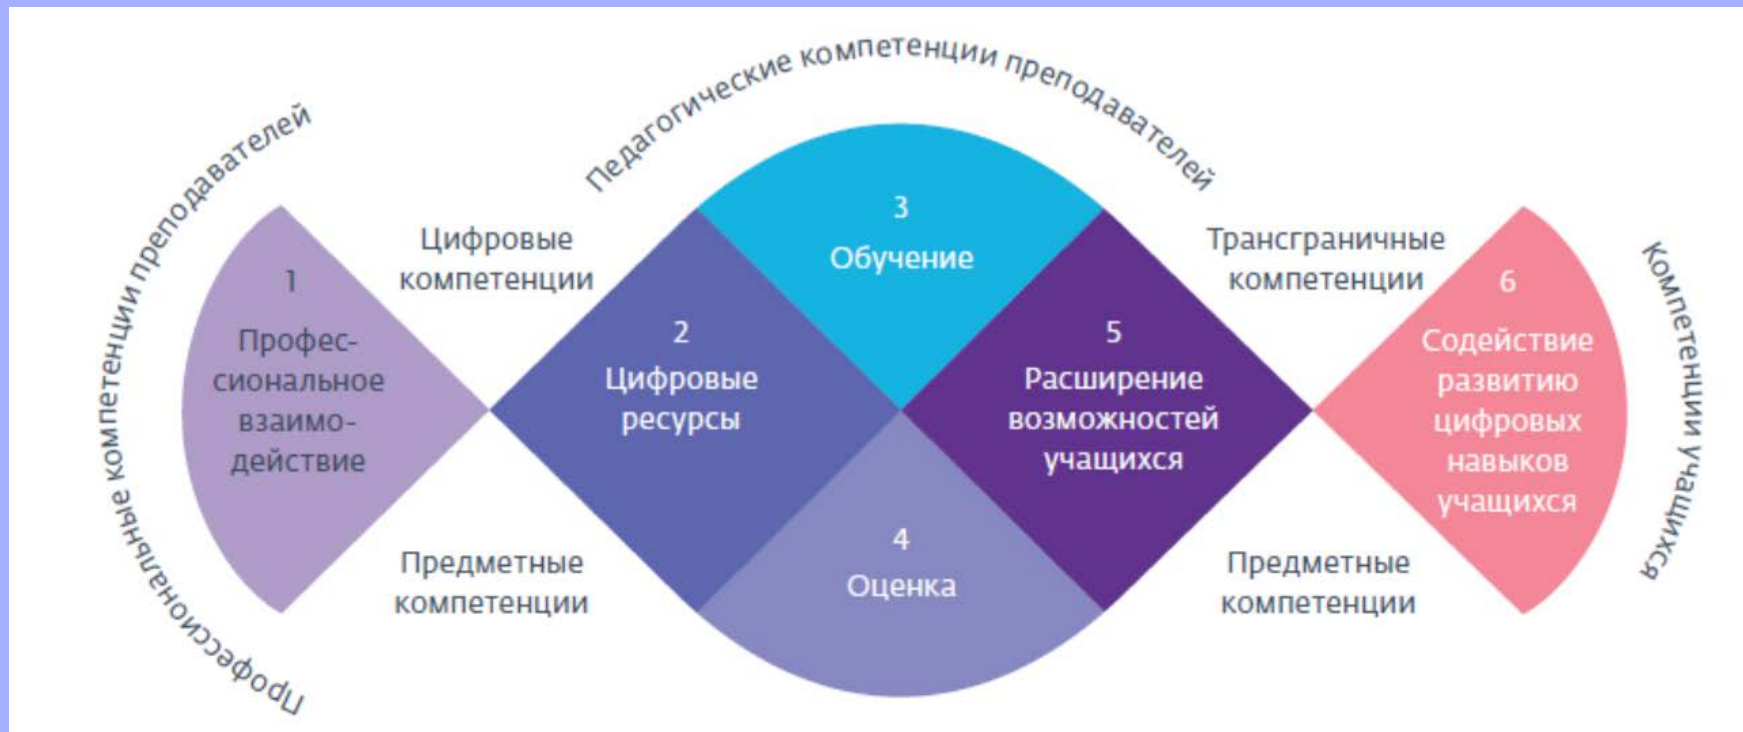 Профессиональные компетенции преподавателей
1
Профес-
сиональное
взаимо-
действие
Цифровые
компетенции
Предметные
компетенции
Педагогические компетенции преподавателей
2
Цифровые
ресурсы
3
Обучение
4
Оценка
5
Расширение
возможностей
учащихся
Трансграничные
компетенции
Предметные
компетенции
6
Содействие
развитию
цифровых
навыков
учащихся
Компетенции учащихся